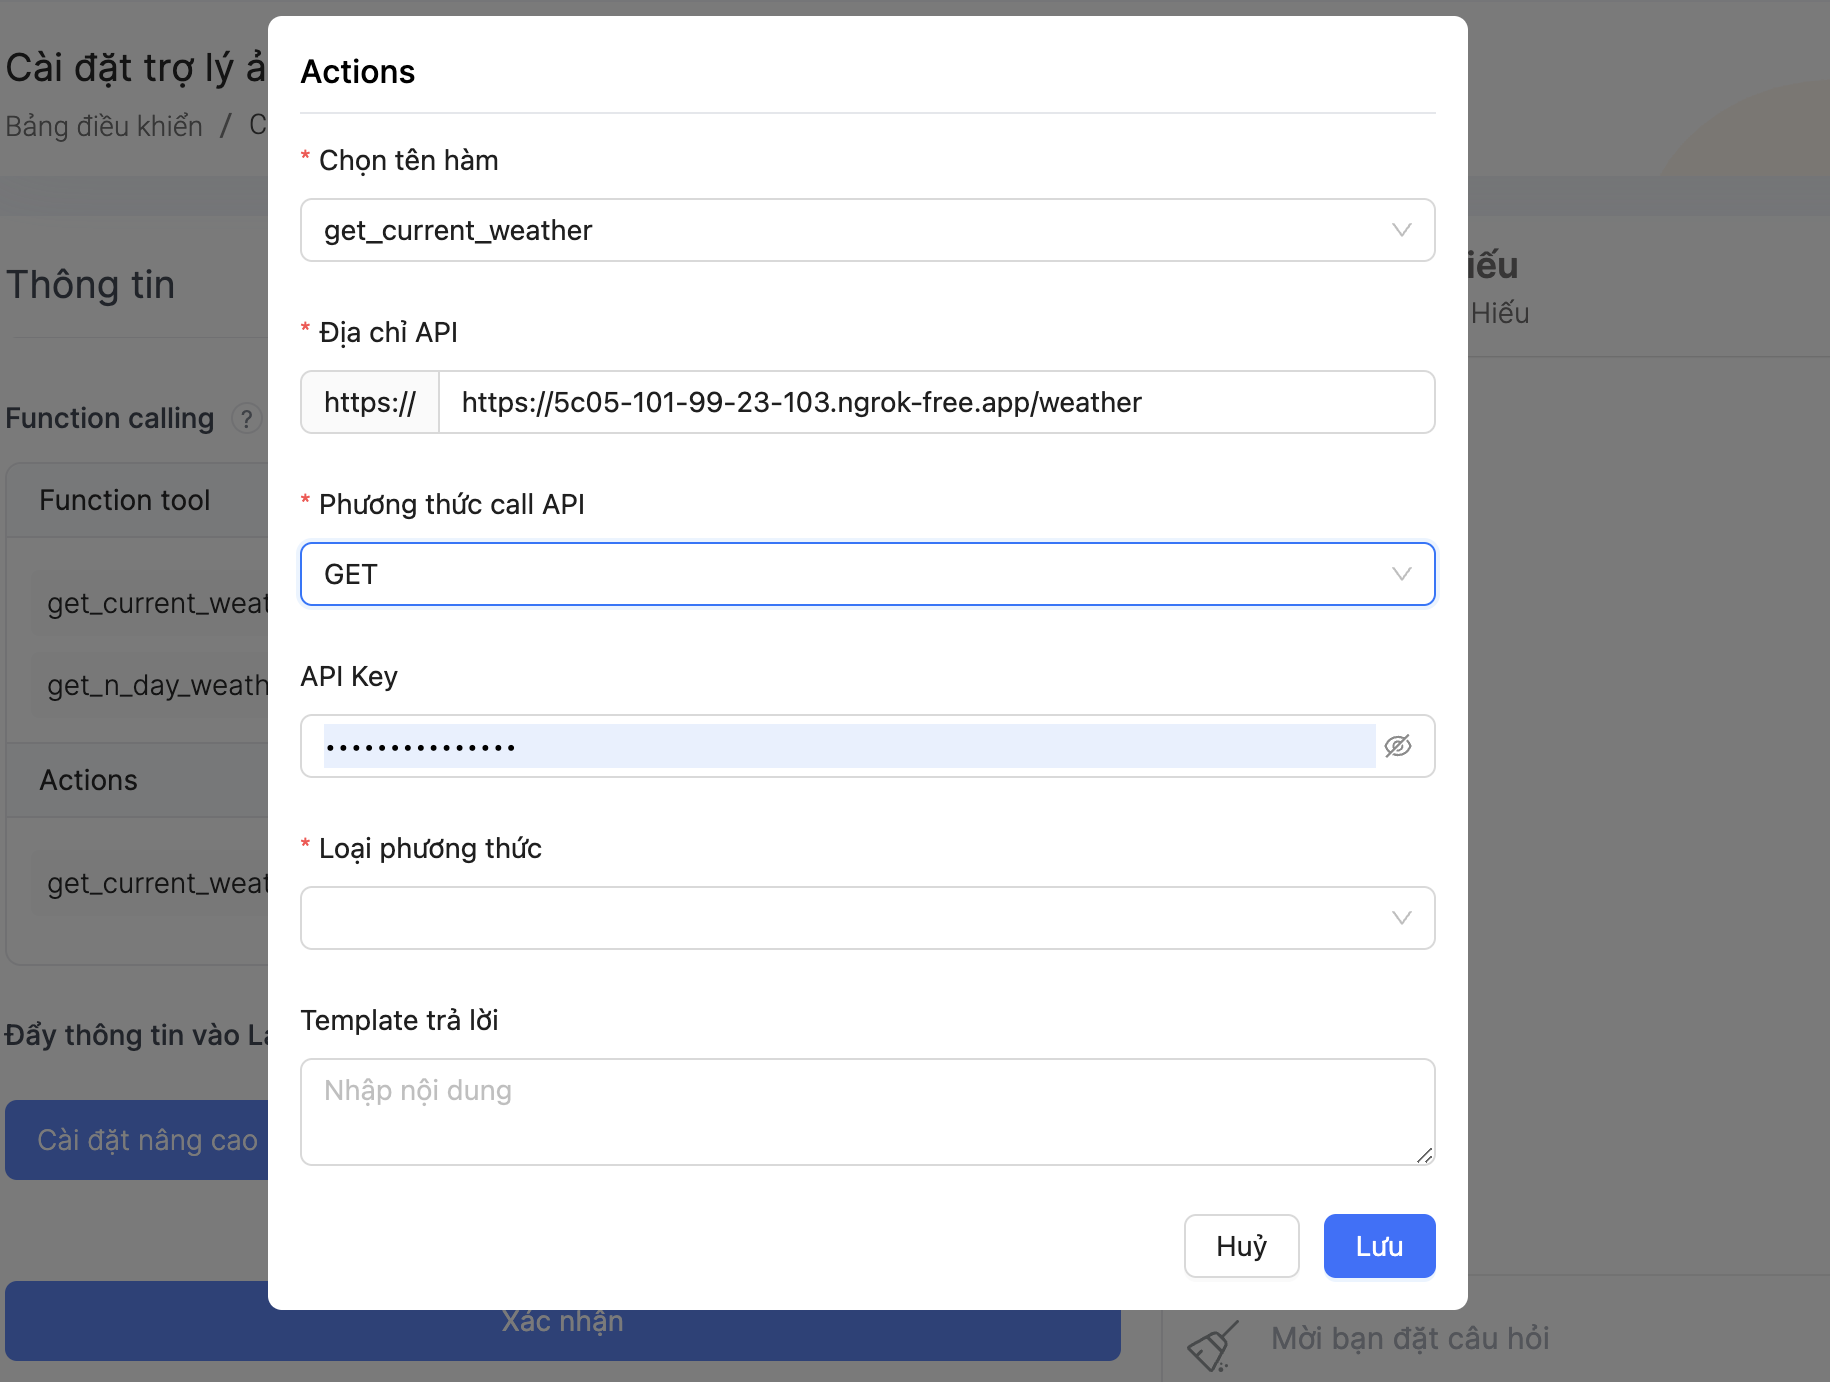 Cài đặt trợ lý
Bảng điều khiển /
Thông tin
Function calling ?
Function tool
get_current_weat
get_n_day_weath
Actions
get_current_weat
Đẩy thông tin vào
Cài đặt nâng cao
Xác nhận
Actions
* Chọn tên hàm
get_current_weather
* Địa chỉ API
https:// https://5c05-101-99-23-103.ngrok-free.app/weather
* Phương thức call API
GET
API Key
•••••••••••••••
* Loại phương thức
Template trả lời
Nhập nội dung
Huỷ Lưu
iếu
Hiếu
Mời bạn đặt câu hỏi